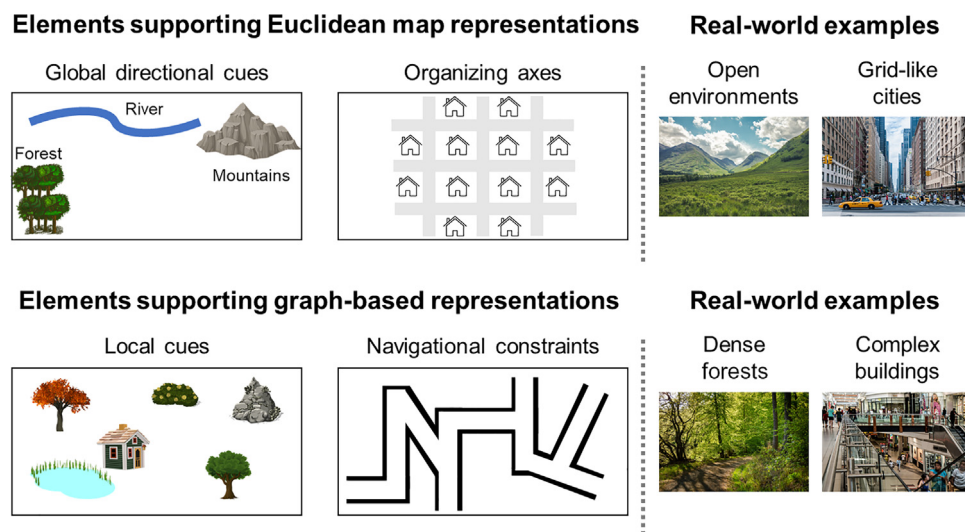 Elements supporting Euclidean map representations
Real-world examples
Global directional cues
Organizing axes
Open
environments
Grid-like
cities
River
Forest
Mountains
Elements supporting graph-based representations
Real-world examples
Local cues
Navigational constraints
Dense
forests
Complex
buildings